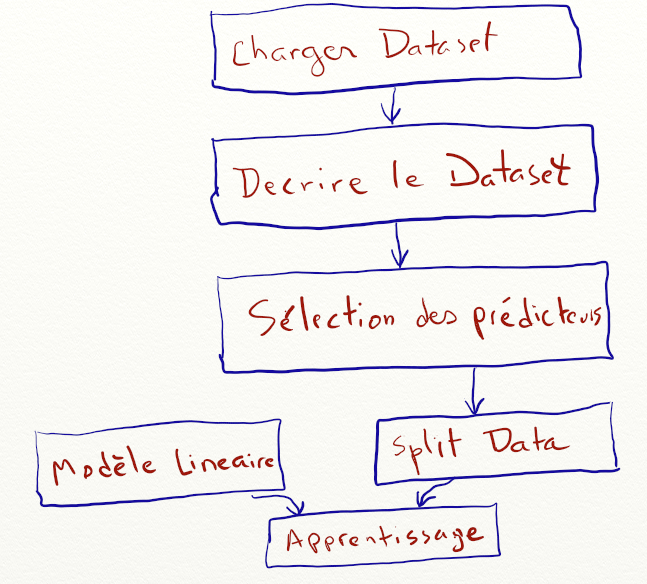 Charger Dataset
Decrire le Dataset
Sélection des prédicteurs
Modèle Lineaire
Split Data
Apprentissage